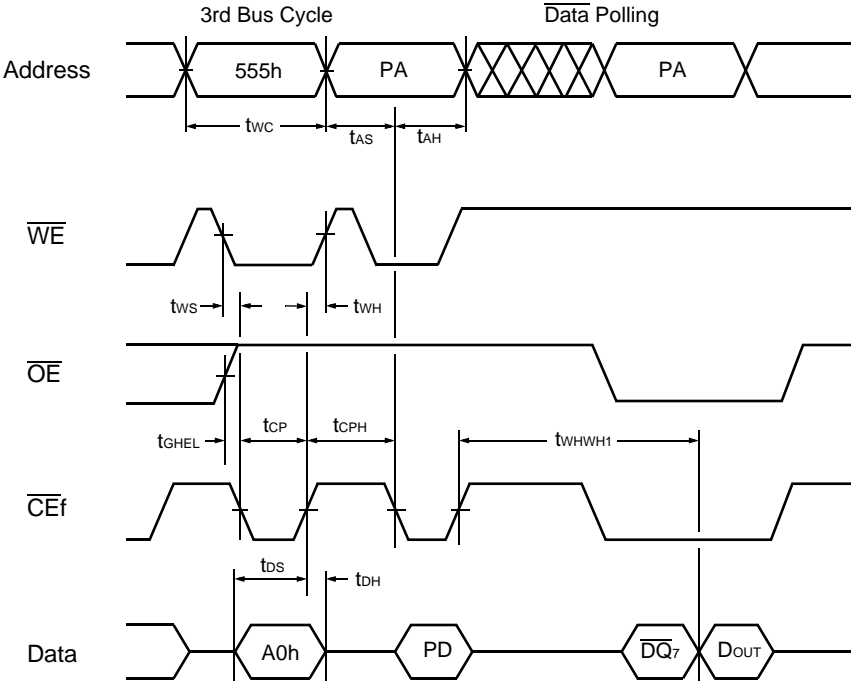 3rd Bus Cycle
Data Polling
Address
555h
PA
PA
tWC
tAS
tAH
WE
tWS
tWH
OE
tGHEL
tCP
tCPH
tWHWH1
CEf
tDS
tDH
Data
A0h
PD
DQ7
DOUT